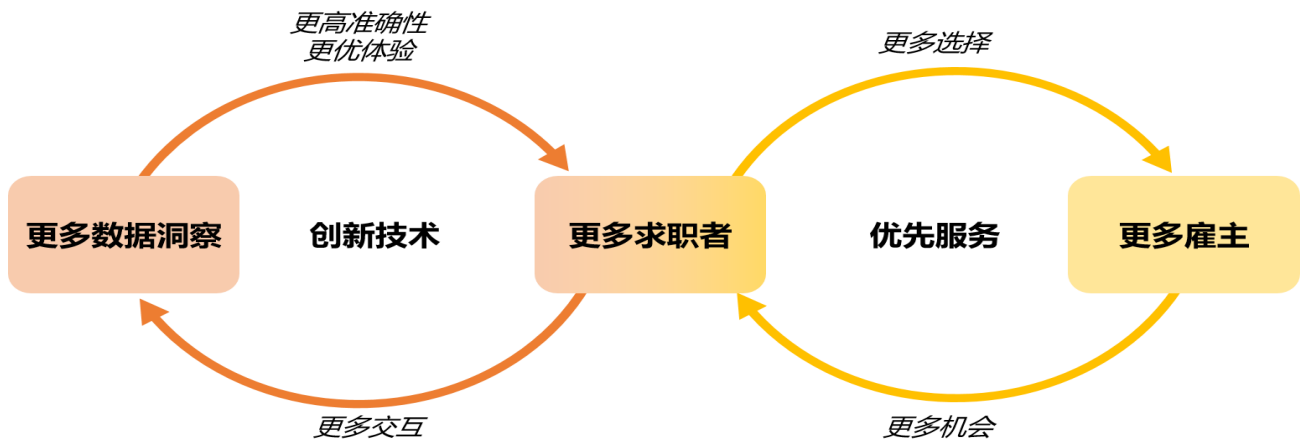 更高准确性
更优体验
更多选择
更多数据洞察
创新技术
更多求职者
优先服务
更多雇主
更多交互
更多机会